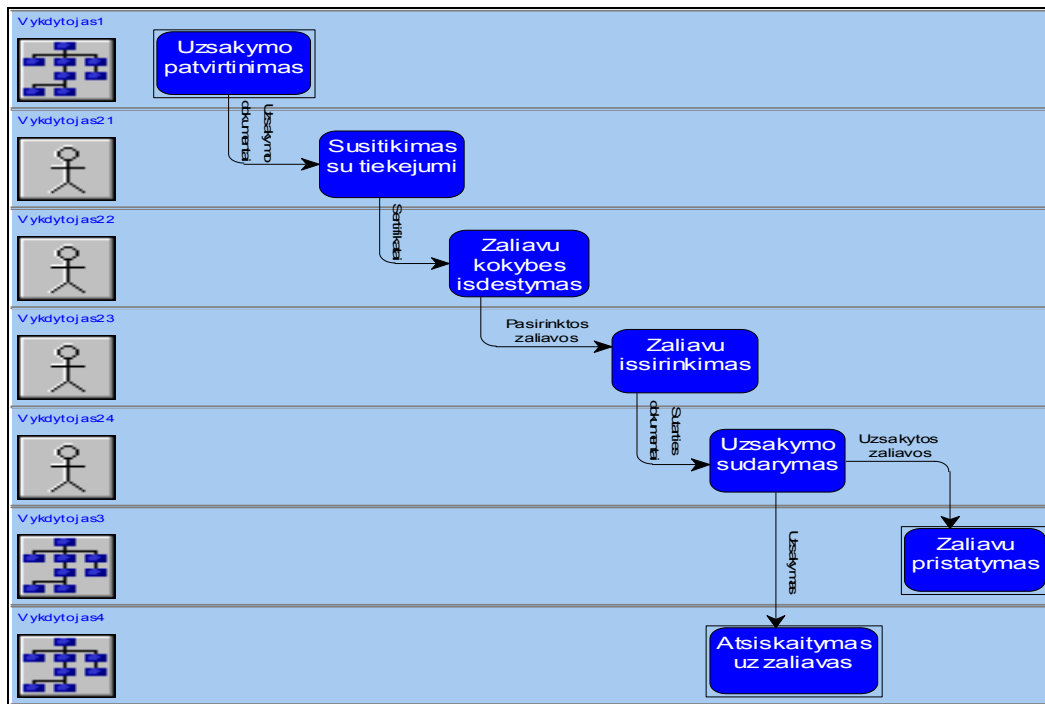 Vykdytojas1
Uzsakymo
patvirtinimas
Uzsakymo
dokumentai
Vykdytojas21
Susitikimas
su tiekejumi
Sertifikatai
Vykdytojas22
Zaliavu
kokybes
isdestymas
Pasirinktos
zaliavos
Vykdytojas23
Zaliavu
issirinkimas
Sutarties
dokumentai
Vykdytojas24
Uzsakymo
sudarymas
Uzsakytos
zaliavos
Uzsakymas
Vykdytojas3
Zaliavu
pristatymas
Vykdytojas4
Atsiskaitymas
uz zaliavas